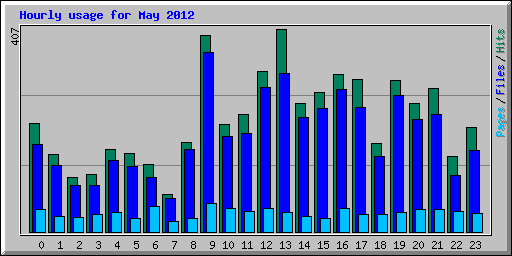 Hourly usage for May 2012
407
Pages / Files / Hits
0 1 2 3 4 5 6 7 8 9 10 11 12 13 14 15 16 17 18 19 20 21 22 23